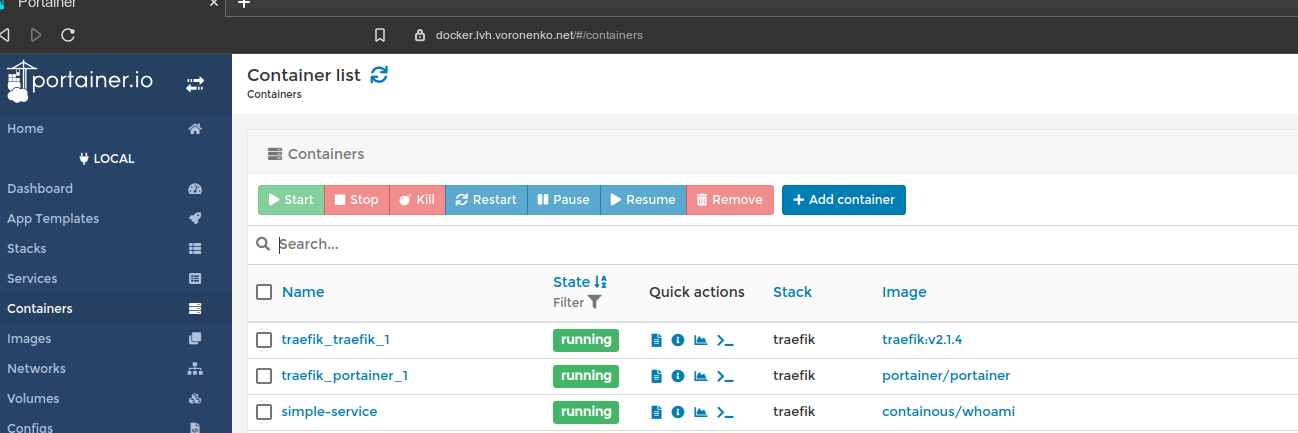 Portainer
docker.lvh.voronenko.net/#/containers
portainer.io
Home
LOCAL
Dashboard
App Templates
Stacks
Services
Containers
Images
Networks
Volumes
Configs
Container list
Containers
Containers
Start Stop Kill Restart Pause Resume Remove Add container
Search...
Name State Filter Quick actions Stack Image
traefik_traefik_1 running traefik traefik:v2.1.4
traefik_portainer_1 running traefik portainer/portainer
simple-service running traefik containous/whoami